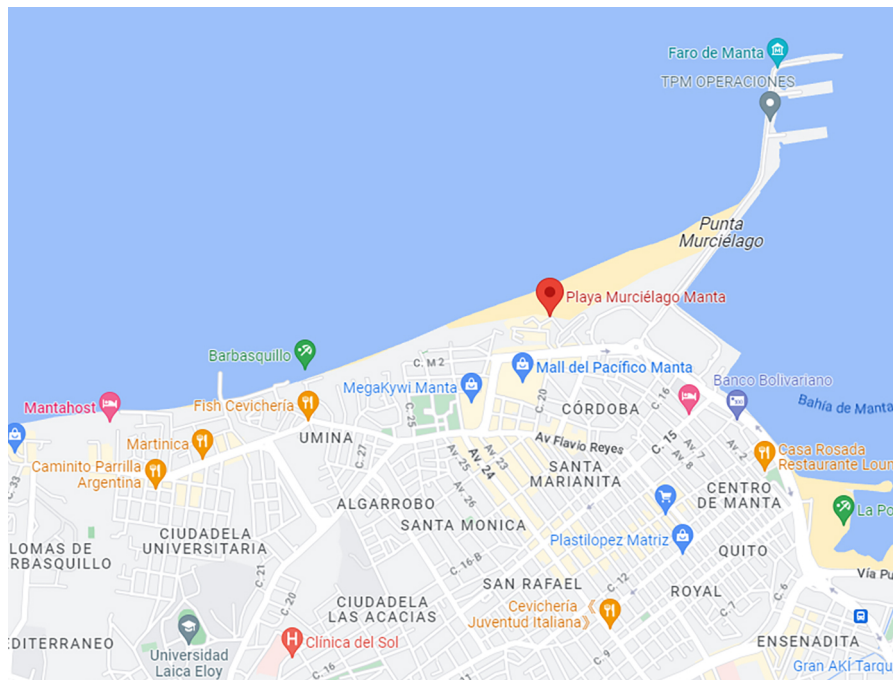 Faro de Manta
TPM OPERACIONES
Punta
Murciélago
Playa Murciélago Manta
Barbasquillo
C. M 2
Mall del Pacífico Manta
MegaKywi Manta
Banco Bolivariano
Bahía de Manta
Mantahost
Fish Cevichería
C. 25
C. 20
CÓRDOBA
C. 16
Martinica
UMINA
Av Flavio Reyes
C. 15
Av. 7
Av. 8
Av. 2
Casa Rosada
Restaurante Loun
Caminito Parrilla
Argentina
C. 27
Av. 25
Av. 24
Av. 23
SANTA
MARIANITA
C. 33
Av. 26
ALGARROBO
CENTRO
DE MANTA
SANTA MONICA
La Po
CIUDADELA
UNIVERSITARIA
LOMAS DE
RBASQUILLO
Plastilopez Matriz
QUITO
C. 21
C. 16-B
SAN RAFAEL
C. 12
ROYAL
Vía Pu
C. 20
CIUDADELA
LAS ACACIAS
Cevichería《
Juventud Italiana》
C. 7
C. 6
EDITERRANEO
Clínica del Sol
ENSENADITA
Universidad
Laica Eloy
C. 16
C. 9
Gran AKÍ Tarqu